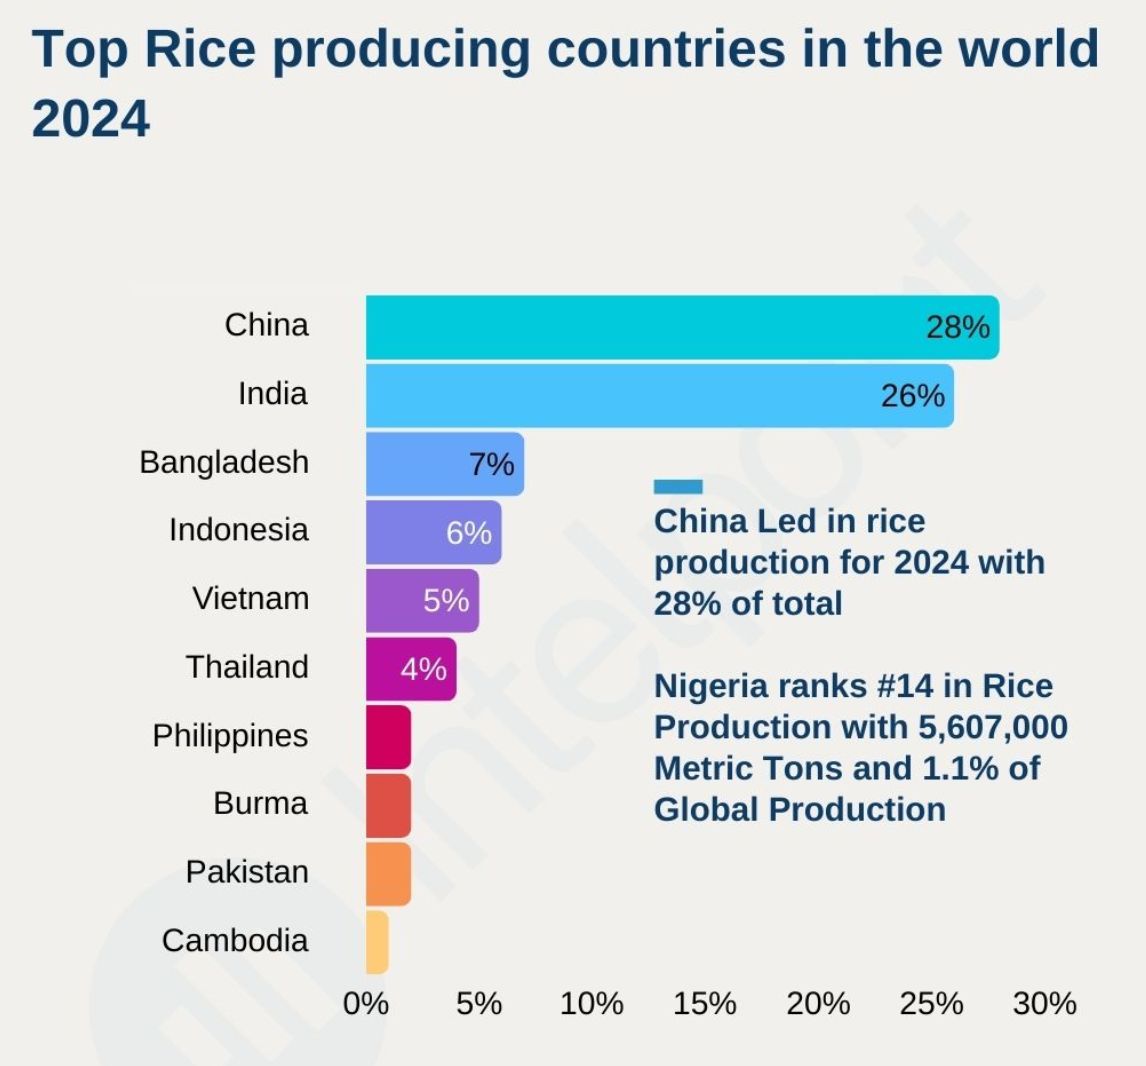 Top Rice producing countries in the world
2024
China
28%
India
26%
Bangladesh
7%
Indonesia
6%
Vietnam
5%
Thailand
4%
Philippines
Burma
Pakistan
Cambodia
0%
5%
10%
15%
20%
25%
30%
China Led in rice
production for 2024 with
28% of total
Nigeria ranks #14 in Rice
Production with 5,607,000
Metric Tons and 1.1% of
Global Production
Intelpoint